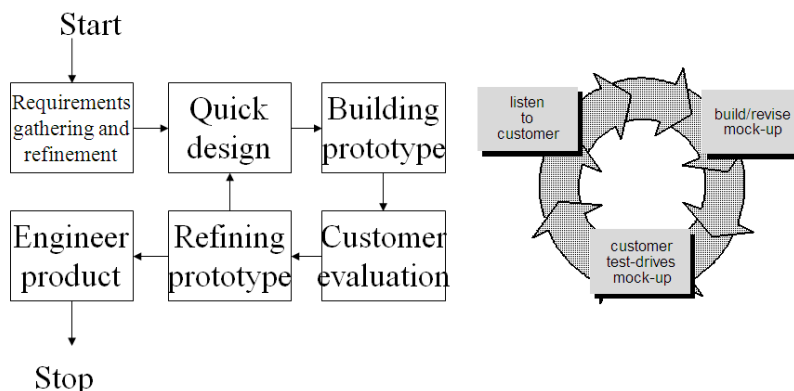 Start
Requirements
gathering and
refinement
Quick
design
Building
prototype
Engineer
product
Refining
prototype
Customer
evaluation
Stop
listen
to
customer
build/revise
mock-up
customer
test-drives
mock-up